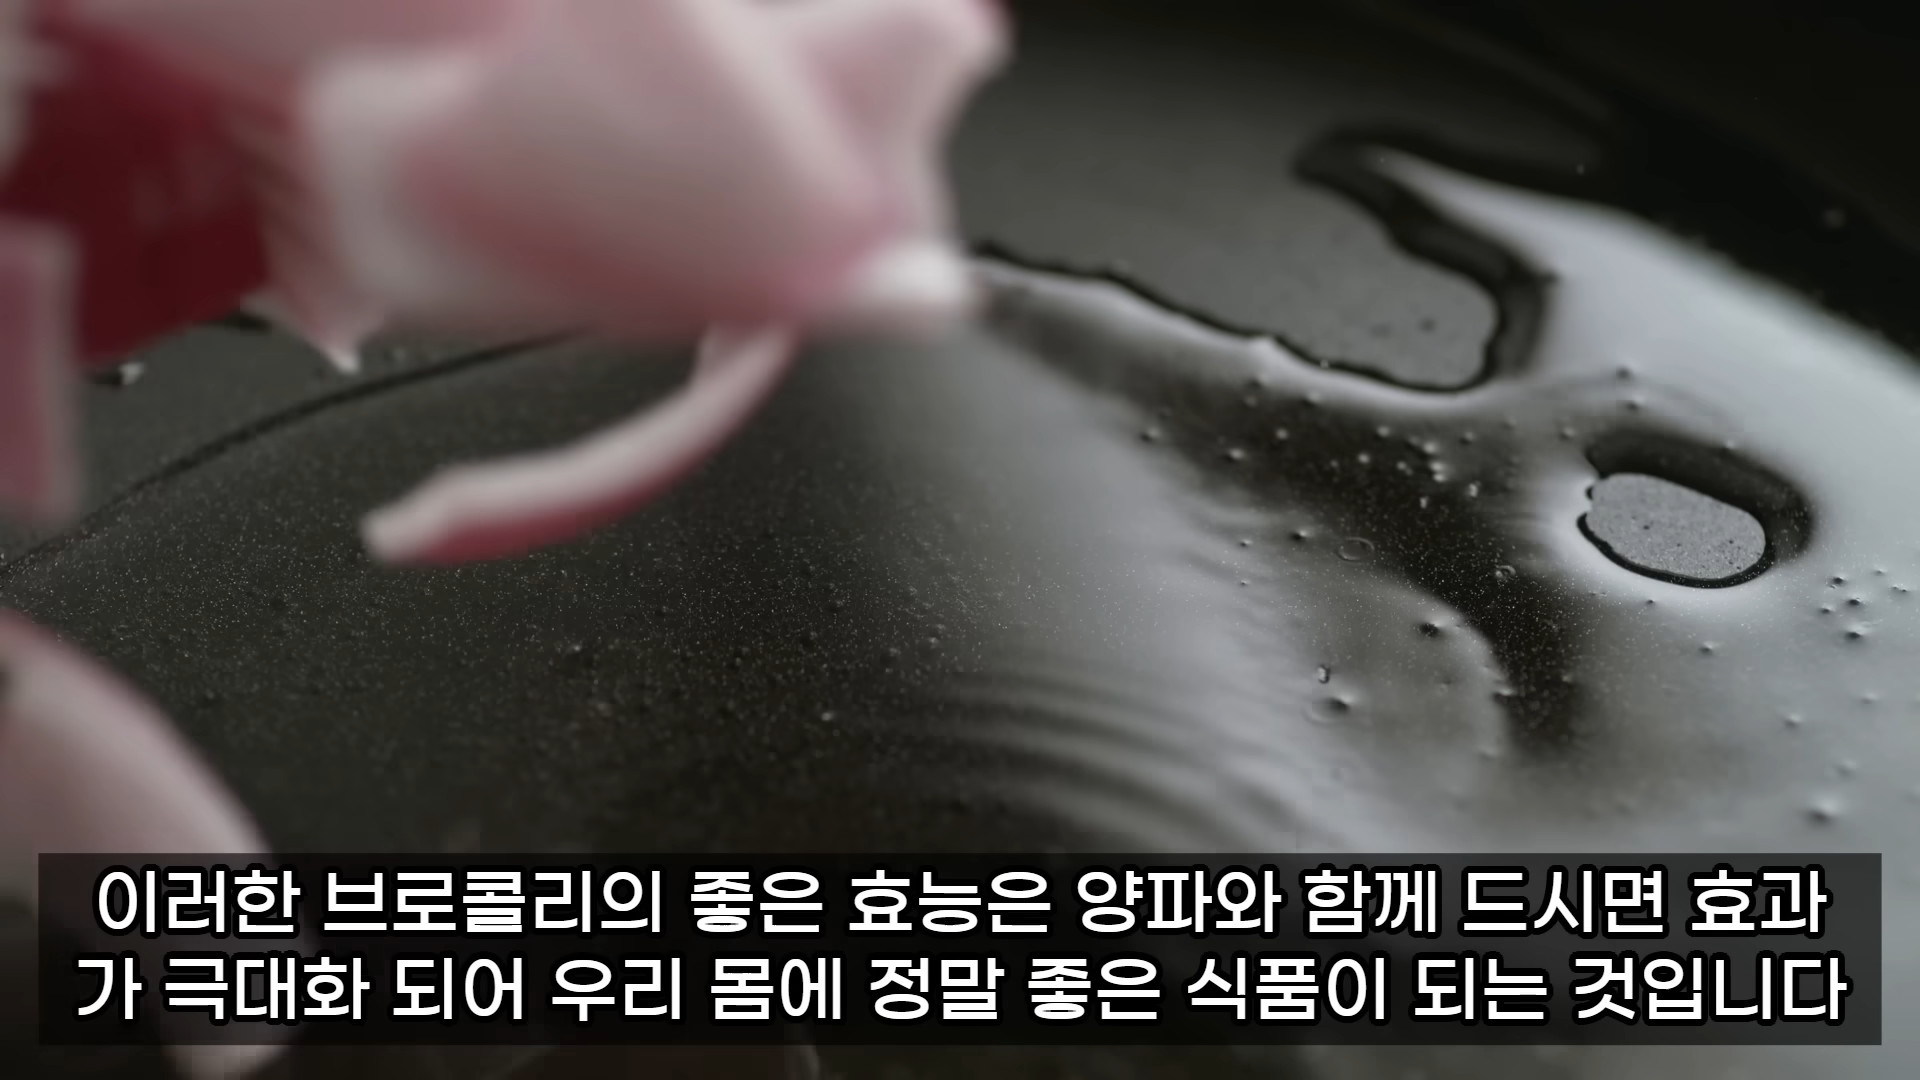 이러한 브로콜리의 좋은 효능은 양파와 함께 드시면 효과
가 극대화 되어 우리 몸에 정말 좋은 식품이 되는 것입니다